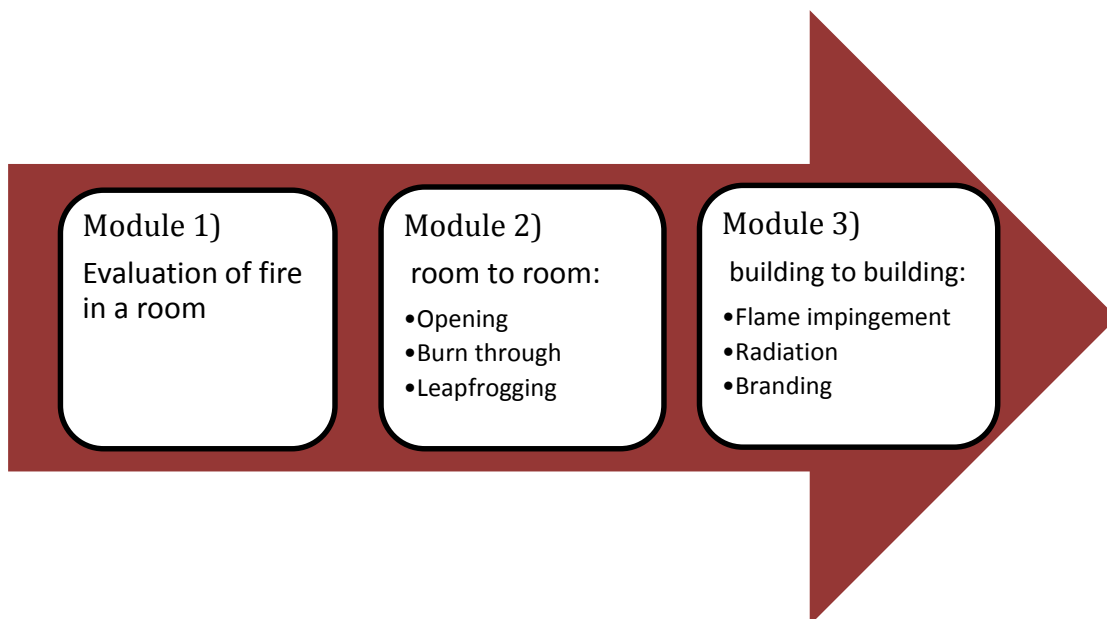 Module 1)
Evaluation of fire
in a room
Module 2)
room to room:
•Opening
•Burn through
•Leapfrogging
Module 3)
building to building:
•Flame impingement
•Radiation
•Branding